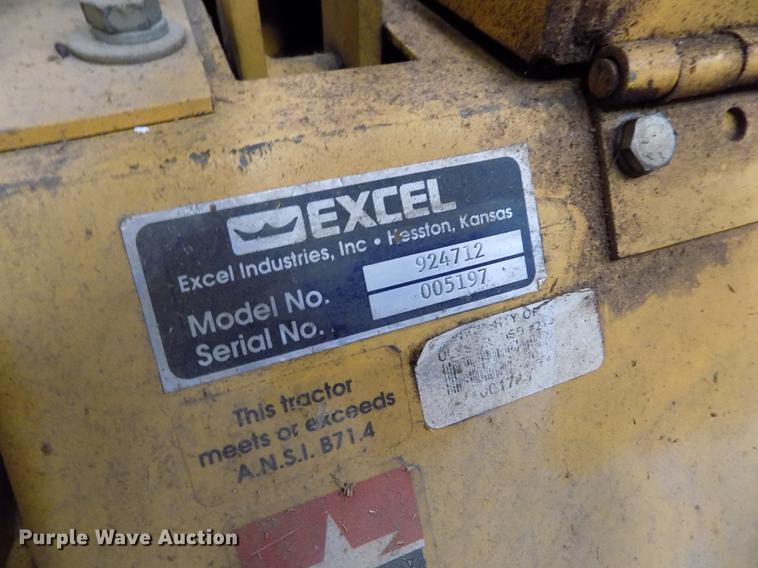 EXCEL
Excel Industries, Inc • Hesston, Kansas
Model No. 924712
Serial No. 005197
This tractor
meets or exceeds
A.N.S.I. B71.4
Purple Wave Auction